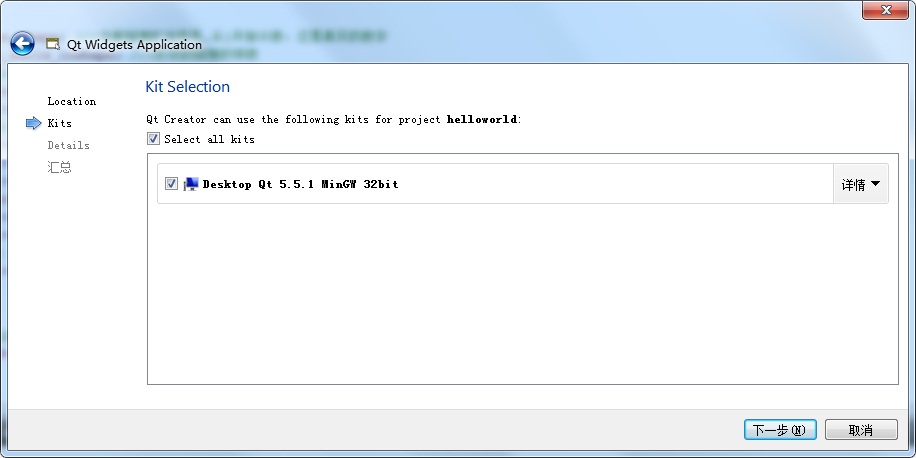 Qt Widgets Application
Kit Selection
Location
Kits
Details
汇总
Qt Creator can use the following kits for project helloworld:
Select all kits
Desktop Qt 5.5.1 MinGW 32bit
详情
下一步(N)
取消